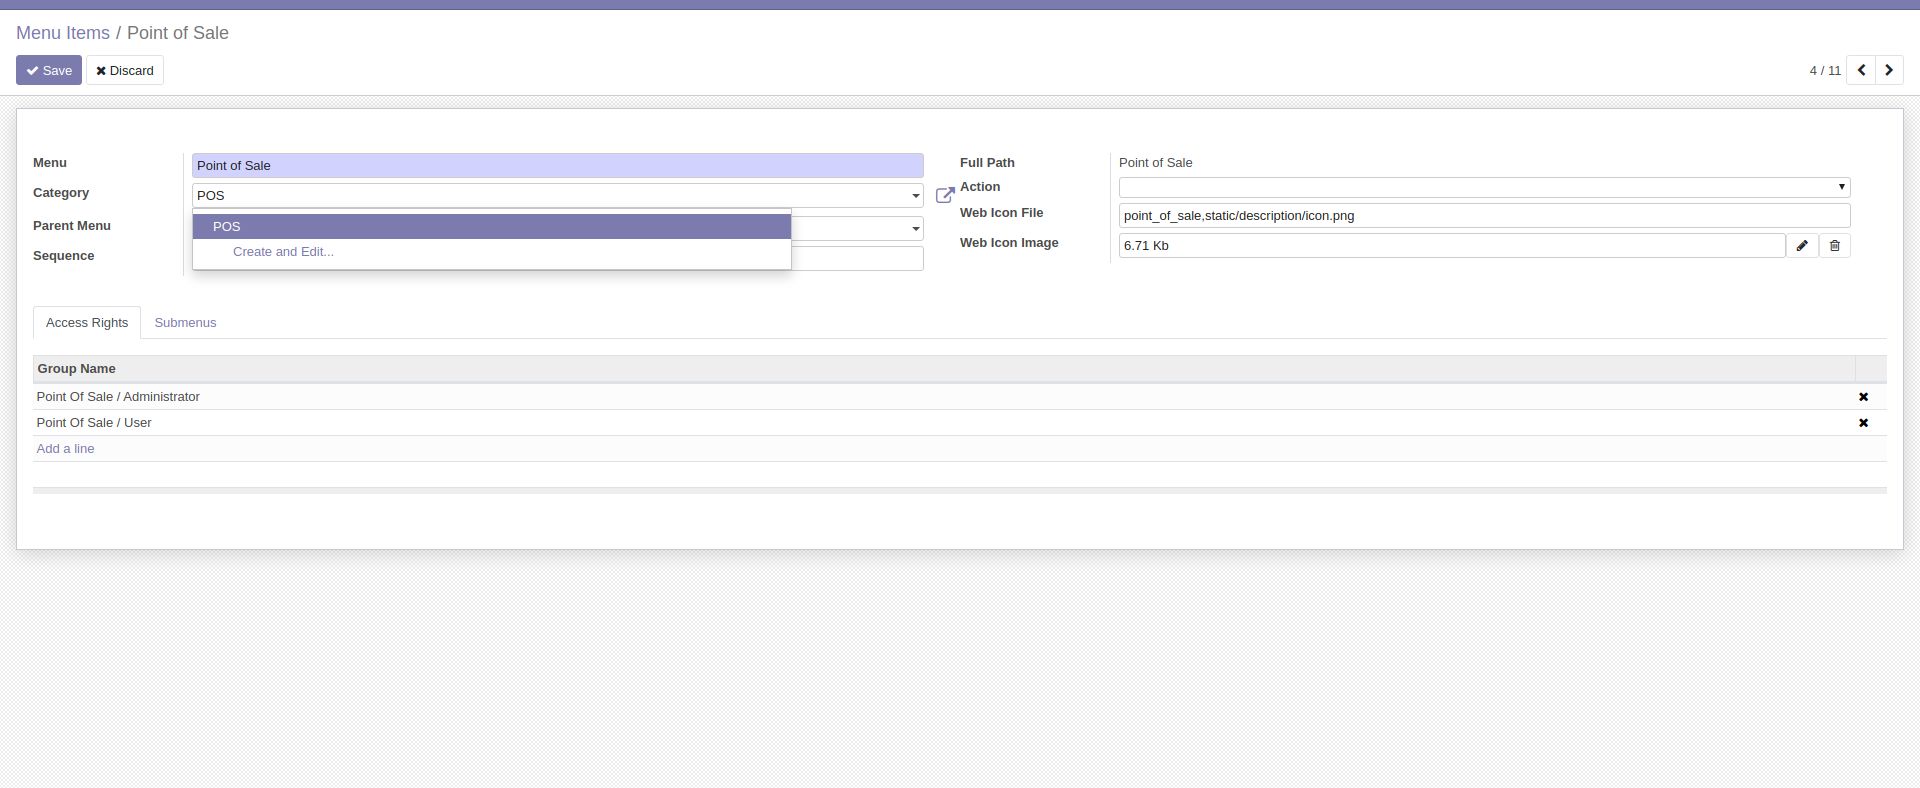 Menu Items / Point of Sale
Save Discard
4 / 11
Menu
Point of Sale
Category
POS
POS
Create and Edit...
Parent Menu
Sequence
Full Path
Point of Sale
Action
Web Icon File
point_of_sale,static/description/icon.png
Web Icon Image
6.71 Kb
Access Rights Submenus
Group Name
Point Of Sale / Administrator
Point Of Sale / User
Add a line